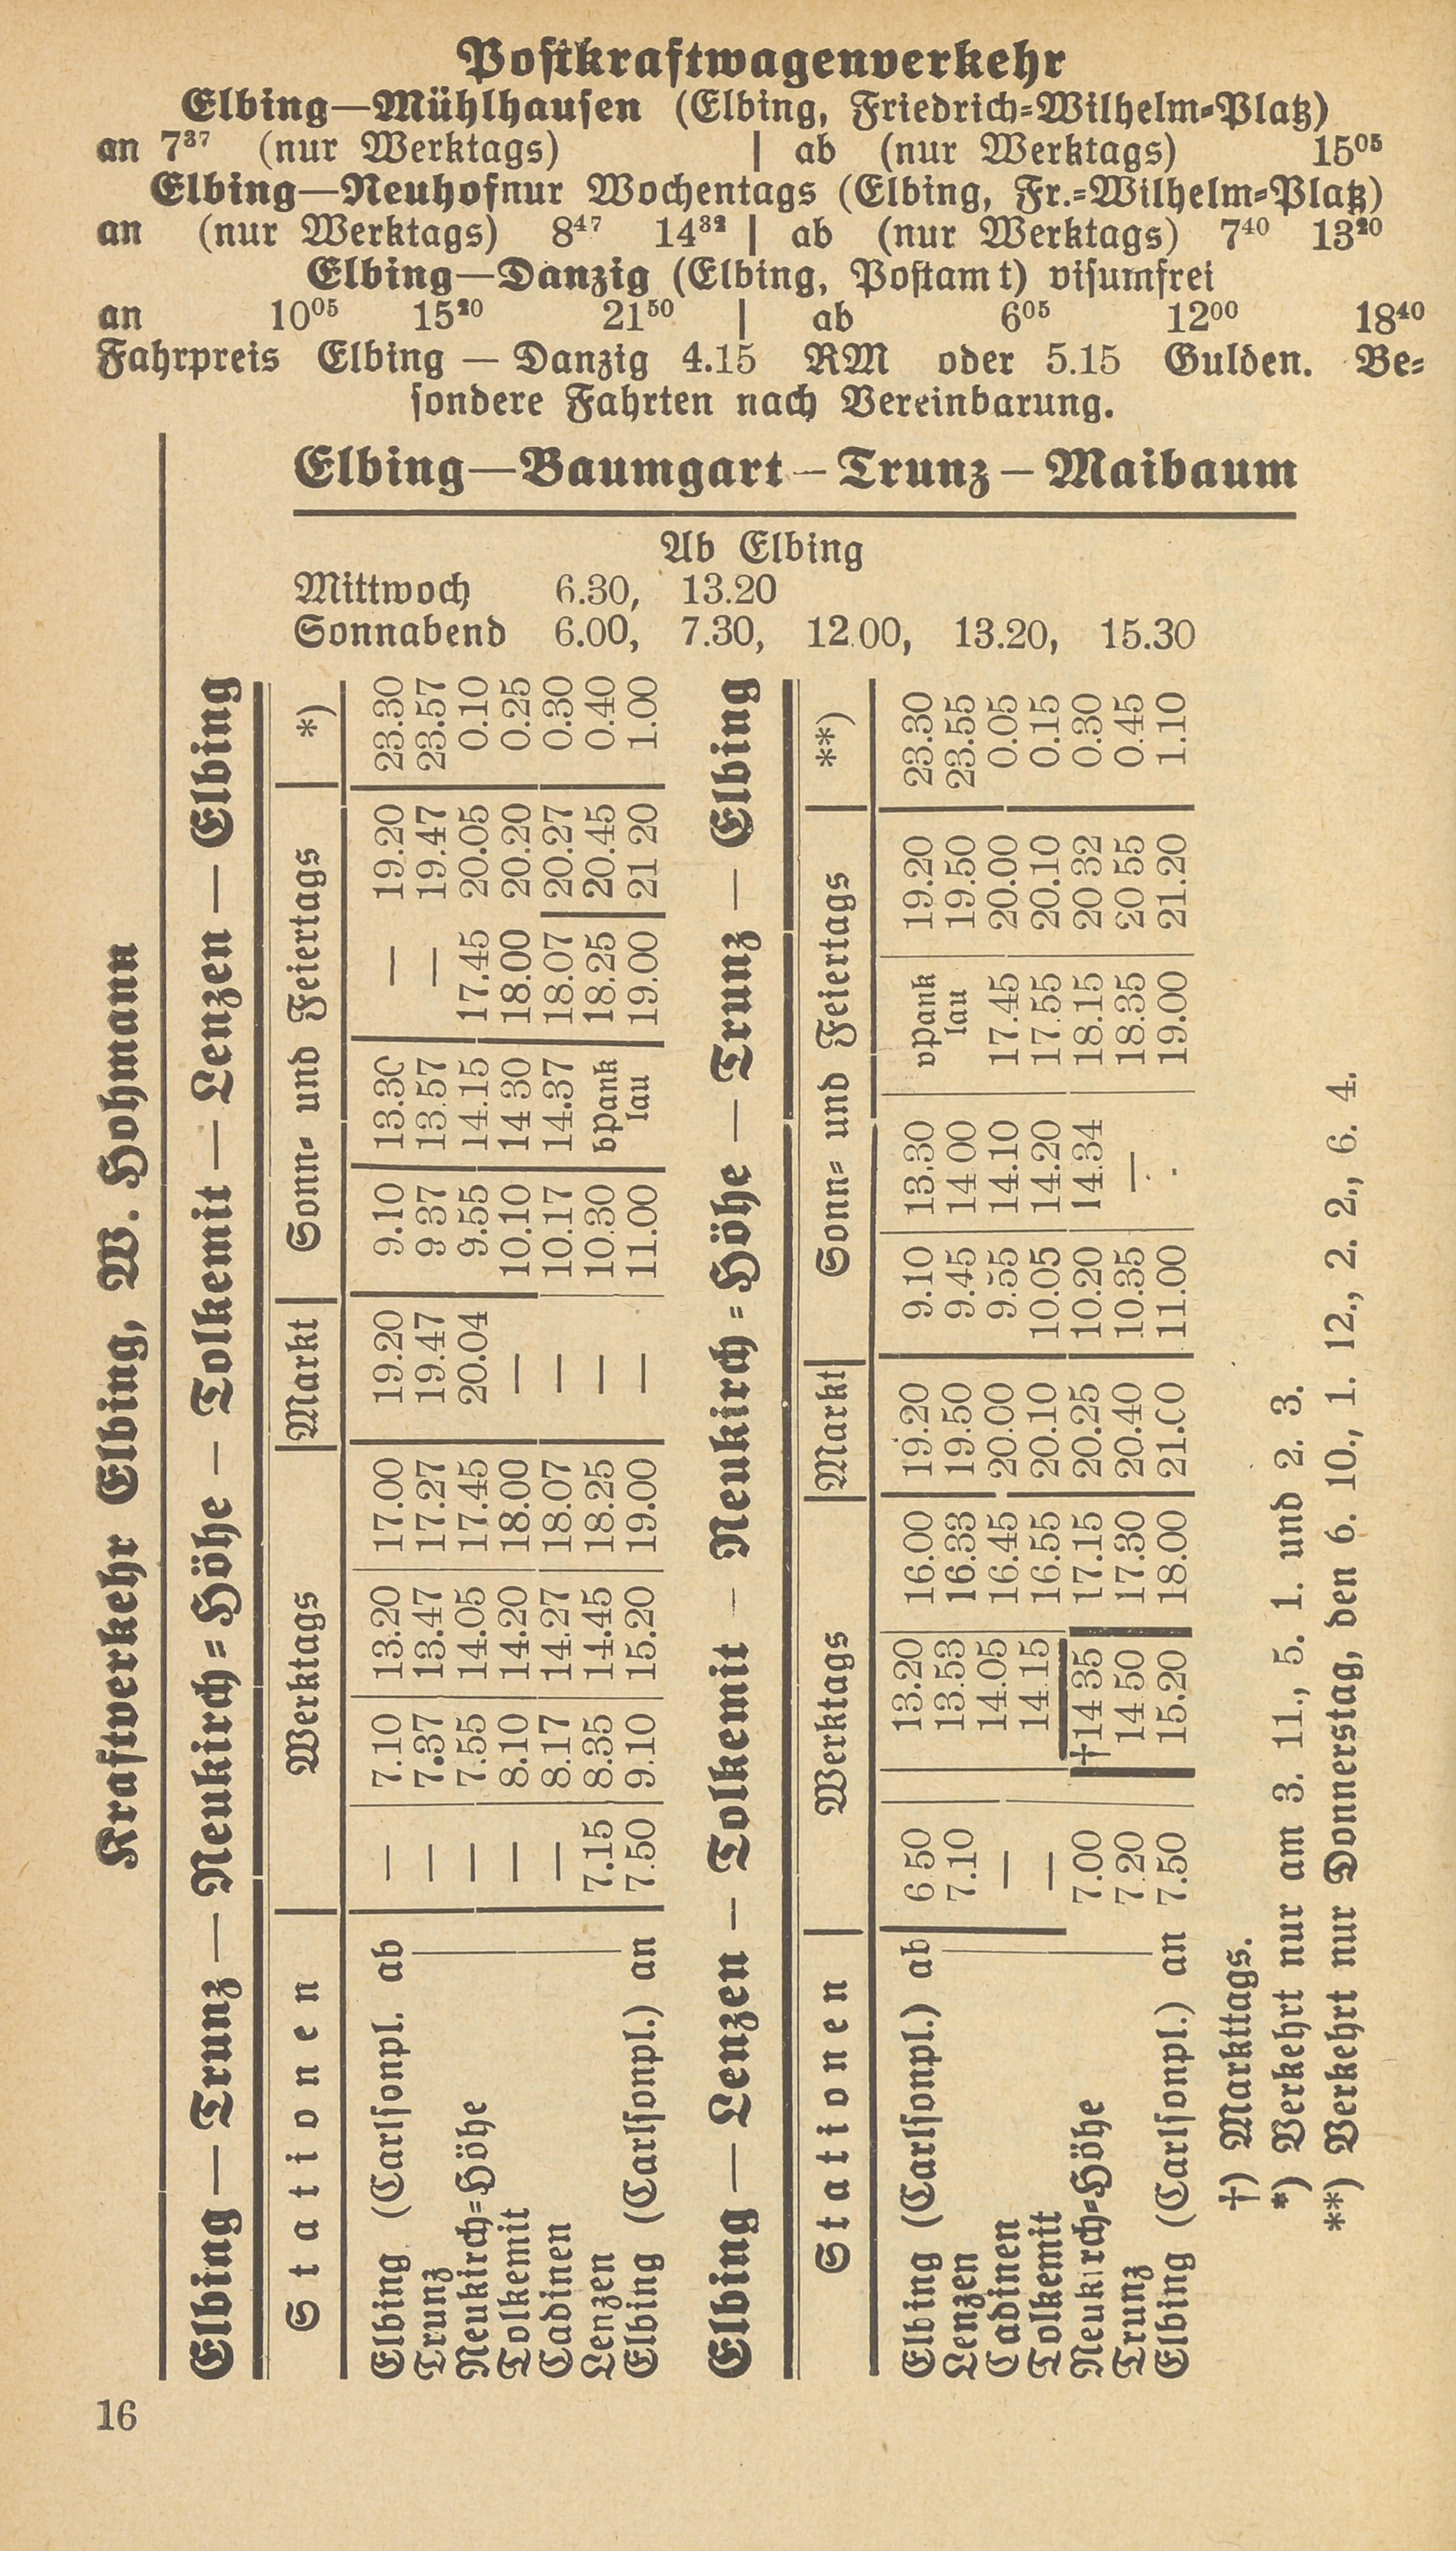 Postkraftwagenverkehr
Elbing—Mühlhausen (Elbing, Friedrich-Wilhelm-Platz)
an 7³⁷ (nur Werktags) | ab (nur Werktags) 15⁰⁵
Elbing—Neuhof nur Wochentags (Elbing, Fr.-Wilhelm-Platz)
an (nur Werktags) 8⁴⁷ 14³² | ab (nur Werktags) 7⁴⁰ 13²⁰
Elbing—Danzig (Elbing, Postamt) visumfrei
an 10⁰⁵ 15²⁰ 21⁵⁰ | ab 6⁰⁵ 12⁰⁰ 18⁴⁰
Fahrpreis Elbing — Danzig 4.15 RM oder 5.15 Gulden. Be-
sondere Fahrten nach Vereinbarung.
Elbing—Baumgart—Trunz—Maibaum
Ab Elbing
Mittwoch 6.30, 13.20
Sonnabend 6.00, 7.30, 12.00, 13.20, 15.30
Kraftverkehr Elbing, W. Hohmann
Elbing — Trunz — Neukirch-Höhe — Tolkemit — Lenzen — Elbing
Stationen | Werktags | Markt | Sonn- und Feiertags | *)
Elbing (Carlsonpl. ab — 7.10 13.20 17.00 19.20 9.10 13.30 — 19.20 23.30
Trunz — 7.37 13.47 17.27 19.47 9 37 13.57 — 19.47 23.57
Neukirch-Höhe — 7.55 14.05 17.45 20.04 9.55 14.15 17.45 20.05 0.10
Tolkemit — 8.10 14.20 18.00 — 10.10 14 30 18.00 20.20 0.25
Cadinen — 8.17 14.27 18.07 — 10.17 14.37 18.07 20.27 0.30
Lenzen 7.15 8.35 14.45 18.25 — 10.30 bPank 18.25 20.45 0.40
Elbing (Carlsonpl.) an 7.50 9.10 15.20 19.00 — 11.00 lau 19.00 21 20 1.00
Elbing — Lenzen — Tolkemit — Neukirch-Höhe — Trunz — Elbing
Stationen | Werktags | Markt | Sonn- und Feiertags | **)
Elbing (Carlsonpl.) ab 6 50 13.20 16.00 19.20 9.10 13.30 vPank 19.20 23.30
Lenzen 7.10 13.53 16.33 19.50 9.45 14 00 lau 19.50 23.55
Cadinen — 14.05 16.45 20.00 9.55 14.10 17.45 20.00 0.05
Tolkemit — 14.15 16.55 20.10 10.05 14.20 17.55 20.10 0.15
Neukirch-Höhe 7.00 †14 35 17.15 20.25 10.20 14.34 18.15 20 32 0.30
Trunz 7.20 14 50 17.30 20.40 10.35 — 18.35 20 55 0.45
Elbing (Carlsonpl.) an 7.50 15.20 18.00 21.00 11.00 - 19.00 21.20 1.10
†) Markttags.
*) Verkehrt nur am 3. 11., 5. 1. und 2. 3.
**) Verkehrt nur Donnerstag, den 6. 10., 1. 12., 2. 2., 6. 4.
16